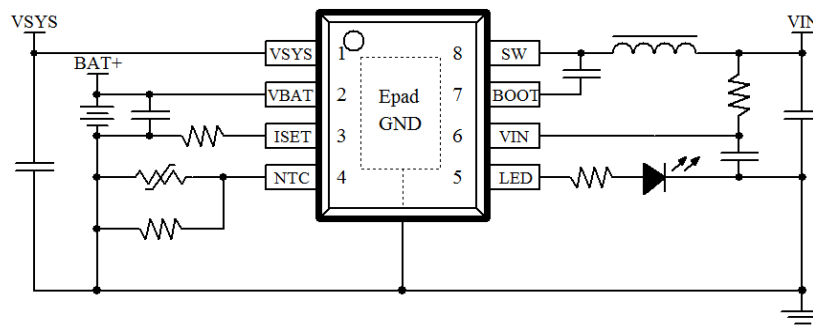 VSYS
VIN
BAT+
VSYS 1 8 SW
VBAT 2 Epad 7 BOOT
GND
ISET 3 6 VIN
NTC 4 5 LED